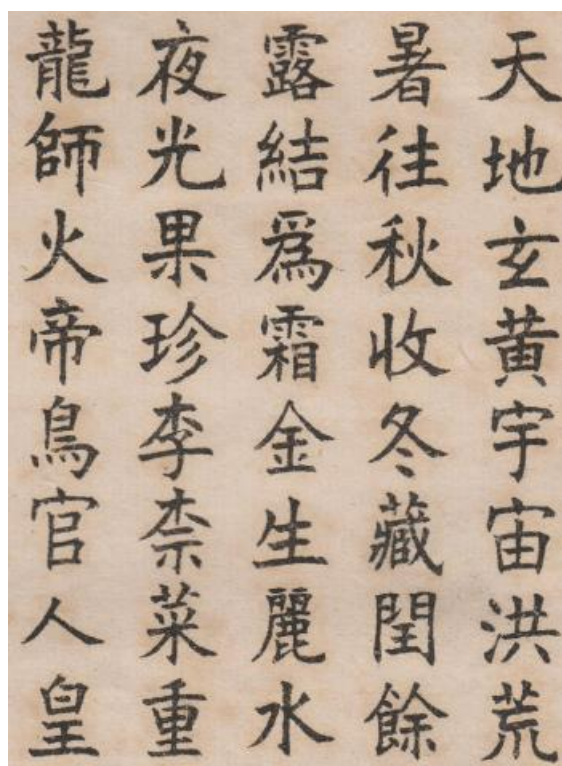 天地玄黄宇宙洪荒
暑往秋收冬藏閏餘
露結爲霜金生麗水
夜光果珍李柰菜重
龍師火帝鳥官人皇